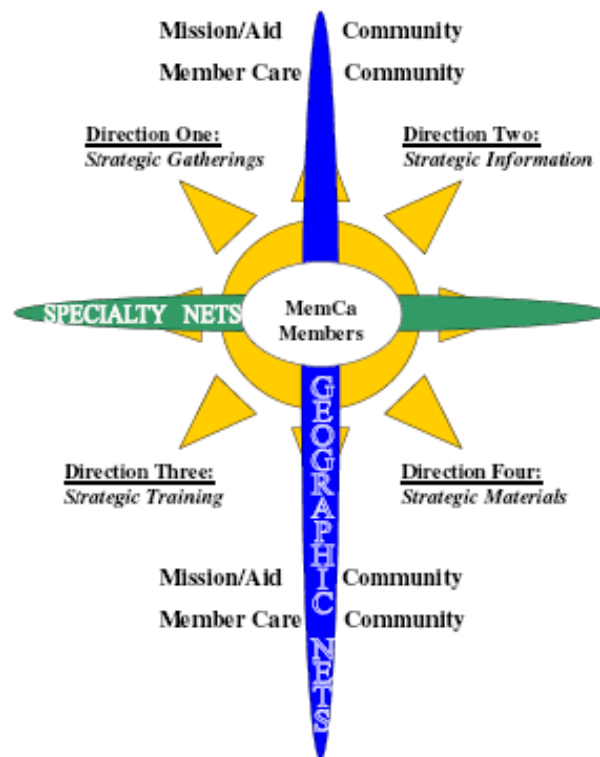 Mission/Aid Community
Member Care Community
Direction One:
Strategic Gatherings
Direction Two:
Strategic Information
SPECIALTY NETS
MemCa
Members
GEOGRAPHIC NETS
Direction Three:
Strategic Training
Direction Four:
Strategic Materials
Mission/Aid Community
Member Care Community